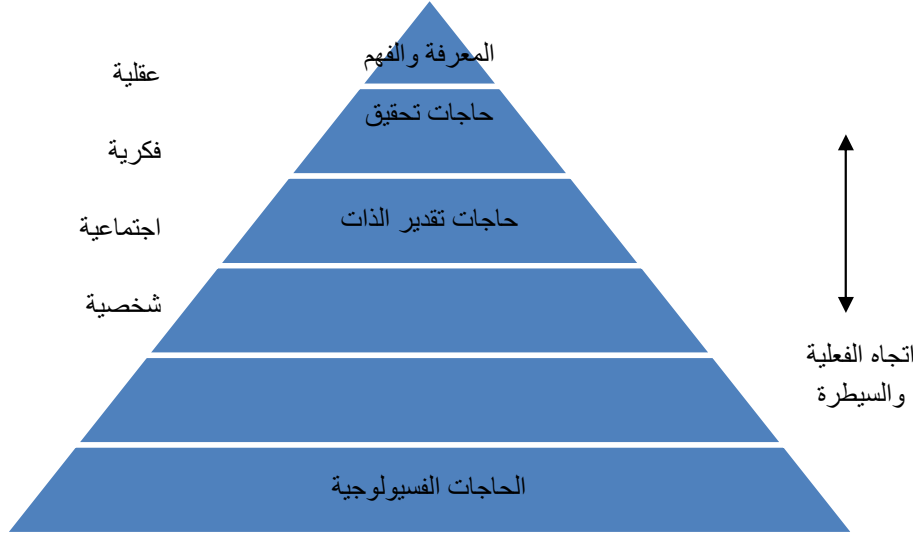 المعرفة والفهم
عقلية
حاجات تحقيق
فكرية
حاجات تقدير الذات
اجتماعية
شخصية
اتجاه الفعلية
والسيطرة
الحاجات الفسيولوجية